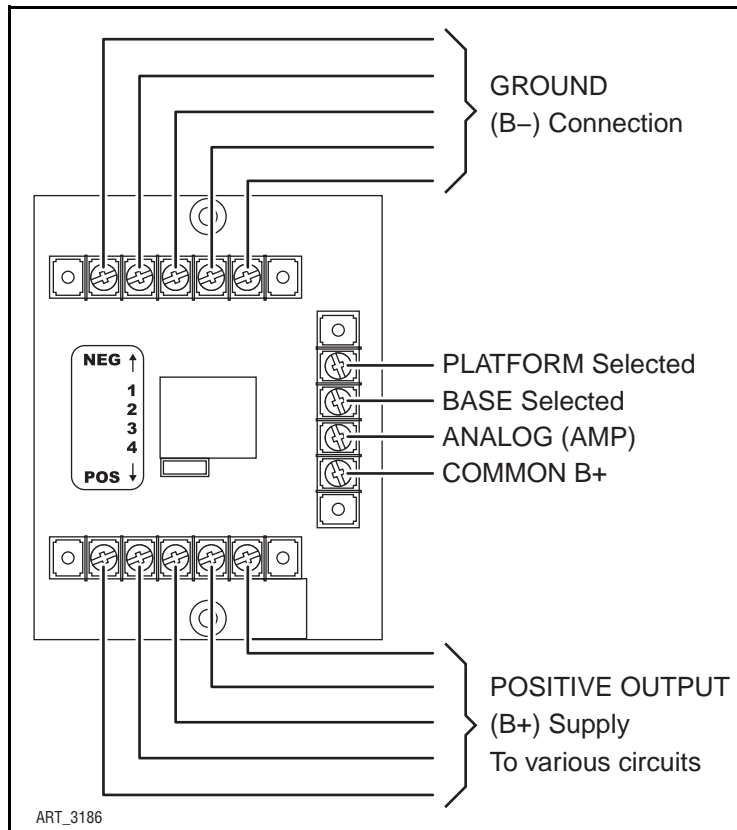 GROUND
(B–) Connection
NEG ↑
1
2
3
4
POS ↓
PLATFORM Selected
BASE Selected
ANALOG (AMP)
COMMON B+
POSITIVE OUTPUT
(B+) Supply
To various circuits
ART_3186